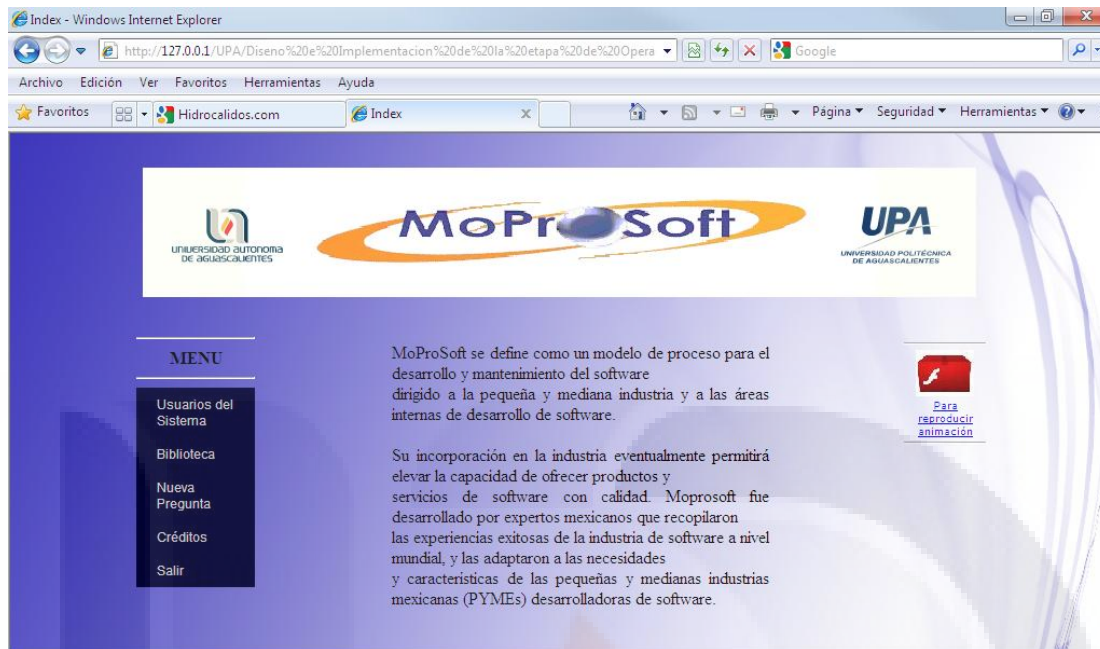 Index - Windows Internet Explorer
http://127.0.0.1/UPA/Diseno%20e%20Implementacion%20de%20la%20etapa%20de%20Opera
Google
Archivo Edición Ver Favoritos Herramientas Ayuda
Favoritos Hidrocalidos.com Index Página Seguridad Herramientas
MoProSoft
UNIVERSIDAD AUTONOMA
DE AGUASCALIENTES
UPA
UNIVERSIDAD POLITÉCNICA
DE AGUASCALIENTES
MENU
Usuarios del
Sistema
Biblioteca
Nueva
Pregunta
Créditos
Salir
MoProSoft se define como un modelo de proceso para el
desarrollo y mantenimiento del software
dirigido a la pequeña y mediana industria y a las áreas
internas de desarrollo de software.
Su incorporación en la industria eventualmente permitirá
elevar la capacidad de ofrecer productos y
servicios de software con calidad. Moprosoft fue
desarrollado por expertos mexicanos que recopilaron
las experiencias exitosas de la industria de software a nivel
mundial, y las adaptaron a las necesidades
y características de las pequeñas y medianas industrias
mexicanas (PYMEs) desarrolladoras de software.
Para
reproducir
animación